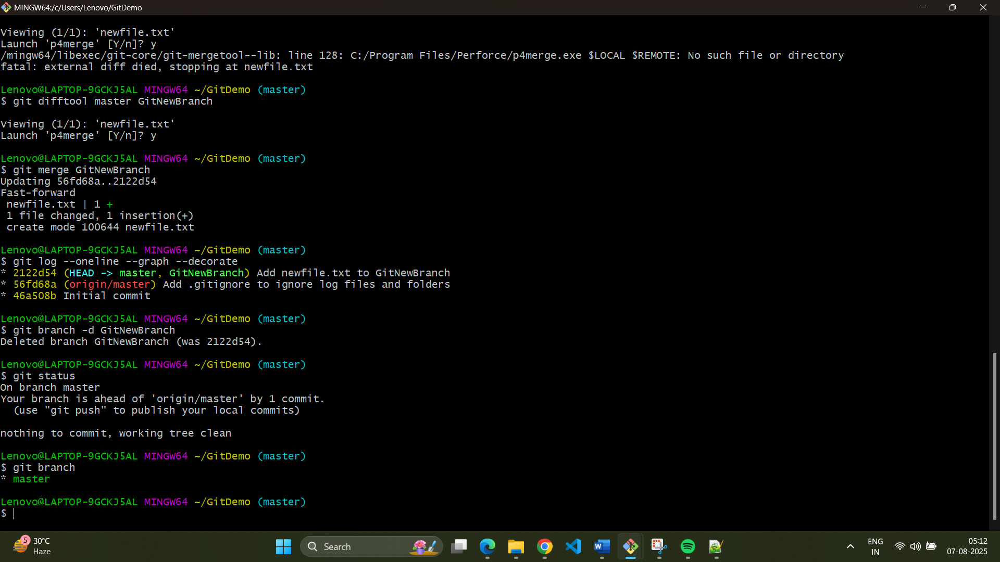 MINGW64:/c/Users/Lenovo/GitDemo
Viewing (1/1): 'newfile.txt'
Launch 'p4merge' [Y/n]? y
/mingw64/libexec/git-core/git-mergetool--lib: line 128: C:/Program Files/Perforce/p4merge.exe $LOCAL $REMOTE: No such file or directory
fatal: external diff died, stopping at newfile.txt
Lenovo@LAPTOP-9GCKJ5AL MINGW64 ~/GitDemo (master)
$ git difftool master GitNewBranch
Viewing (1/1): 'newfile.txt'
Launch 'p4merge' [Y/n]? y
Lenovo@LAPTOP-9GCKJ5AL MINGW64 ~/GitDemo (master)
$ git merge GitNewBranch
Updating 56fd68a..2122d54
Fast-forward
 newfile.txt | 1 +
 1 file changed, 1 insertion(+)
 create mode 100644 newfile.txt
Lenovo@LAPTOP-9GCKJ5AL MINGW64 ~/GitDemo (master)
$ git log --oneline --graph --decorate
* 2122d54 (HEAD -> master, GitNewBranch) Add newfile.txt to GitNewBranch
* 56fd68a (origin/master) Add .gitignore to ignore log files and folders
* 46a508b Initial commit
Lenovo@LAPTOP-9GCKJ5AL MINGW64 ~/GitDemo (master)
$ git branch -d GitNewBranch
Deleted branch GitNewBranch (was 2122d54).
Lenovo@LAPTOP-9GCKJ5AL MINGW64 ~/GitDemo (master)
$ git status
On branch master
Your branch is ahead of 'origin/master' by 1 commit.
  (use "git push" to publish your local commits)
nothing to commit, working tree clean
Lenovo@LAPTOP-9GCKJ5AL MINGW64 ~/GitDemo (master)
$ git branch
* master
Lenovo@LAPTOP-9GCKJ5AL MINGW64 ~/GitDemo (master)
$
5
30°C
Haze
Search
W
ENG
IN
05:12
07-08-2025